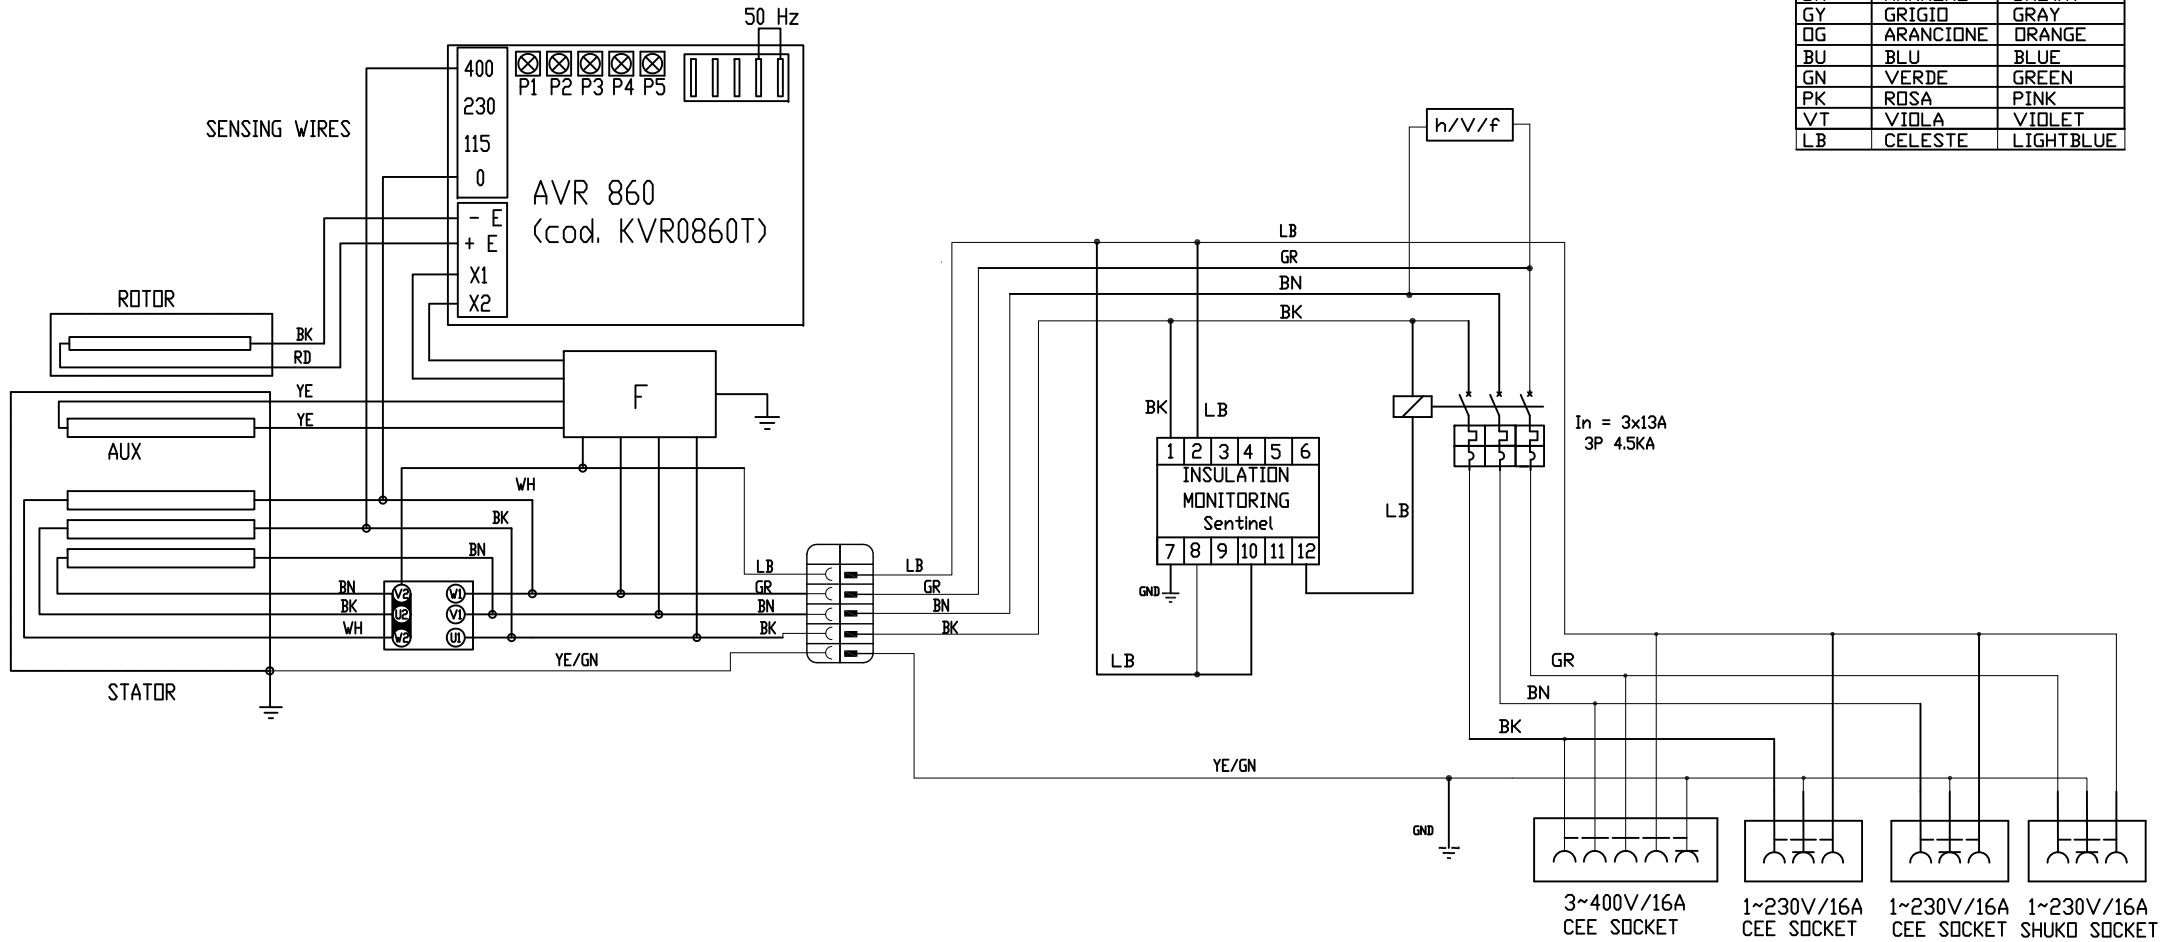 50 Hz
400
230
115
0
- E
+ E
X1
X2
P1 P2 P3 P4 P5
AVR 860
(cod. KVR0860T)
SENSING WIRES
ROTOR
BK
RD
YE
YE
AUX
F
WH
BK
BN
BN
BK
WH
V2
U2
W2
W1
V1
U1
YE/GN
STATOR
LB
GR
BN
BK
LB
GR
BN
BK
h/V/f
LB
GR
BN
BK
BK
LB
1 2 3 4 5 6
INSULATION
MONITORING
Sentinel
7 8 9 10 11 12
GND
LB
LB
In = 3x13A
3P 4.5KA
GR
BN
BK
YE/GN
GND
3~400V/16A
CEE SOCKET
1~230V/16A
CEE SOCKET
1~230V/16A
CEE SOCKET
1~230V/16A
SHUKO SOCKET
GY GRIGIO GRAY
OG ARANCIONE ORANGE
BU BLU BLUE
GN VERDE GREEN
PK ROSA PINK
VT VIOLA VIOLET
LB CELESTE LIGHTBLUE